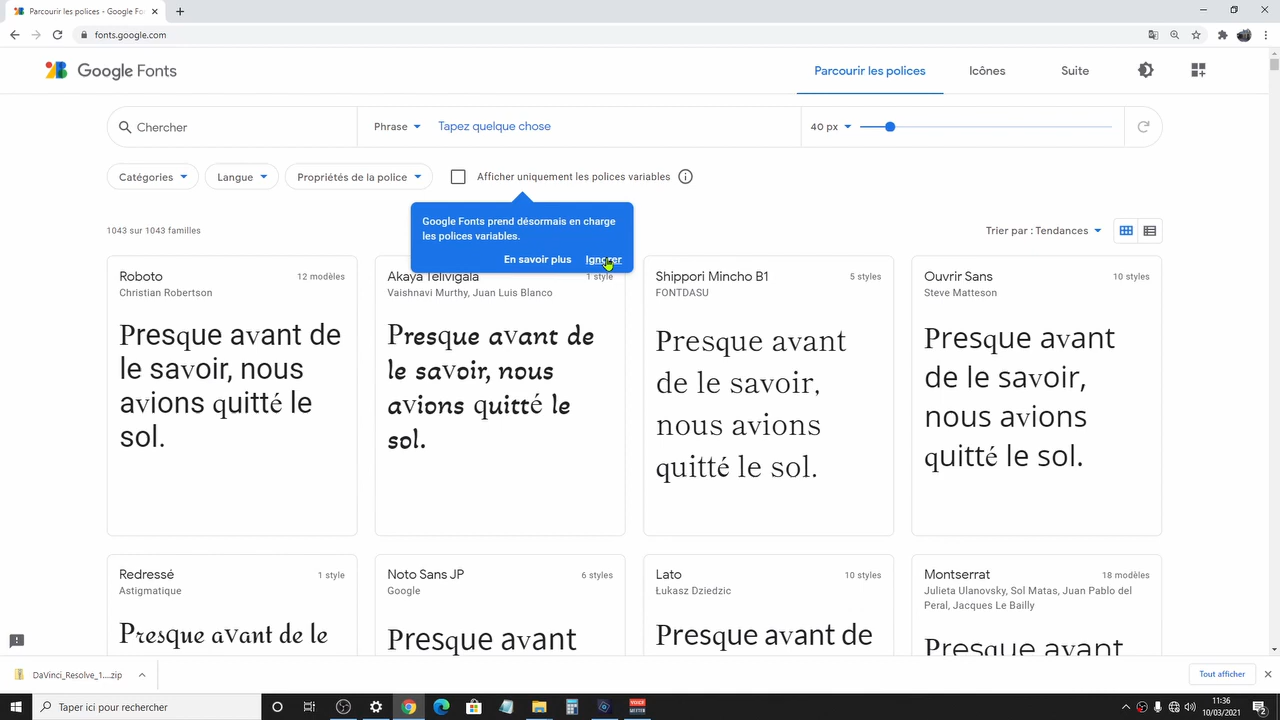 Parcourir les polices - Google Fo
fonts.google.com
Google Fonts
Parcourir les polices
Icônes
Suite
Chercher
Phrase
Tapez quelque chose
40 px
Catégories
Langue
Propriétés de la police
Afficher uniquement les polices variables
Google Fonts prend désormais en charge
les polices variables.
En savoir plus
Ignorer
1043 sur 1043 familles
Trier par : Tendances
Roboto
12 modèles
Christian Robertson
Presque avant de
le savoir, nous
avions quitté le
sol.
Akaya Telivigala
1 style
Vaishnavi Murthy, Juan Luis Blanco
Presque avant de
le savoir, nous
avions quitté le
sol.
Shippori Mincho B1
5 styles
FONTDASU
Presque avant
de le savoir,
nous avions
quitté le sol.
Ouvrir Sans
10 styles
Steve Matteson
Presque avant
de le savoir,
nous avions
quitté le sol.
Redressé
1 style
Astigmatique
Presque avant de le
Noto Sans JP
6 styles
Google
Presque avant
Lato
10 styles
Łukasz Dziedzic
Presque avant de
Montserrat
18 modèles
Julieta Ulanovsky, Sol Matas, Juan Pablo del
Peral, Jacques Le Bailly
Presque avant
DaVinci_Resolve_1....zip
Tout afficher
Taper ici pour rechercher
VOICE
MEETER
11:36
10/03/2021
2